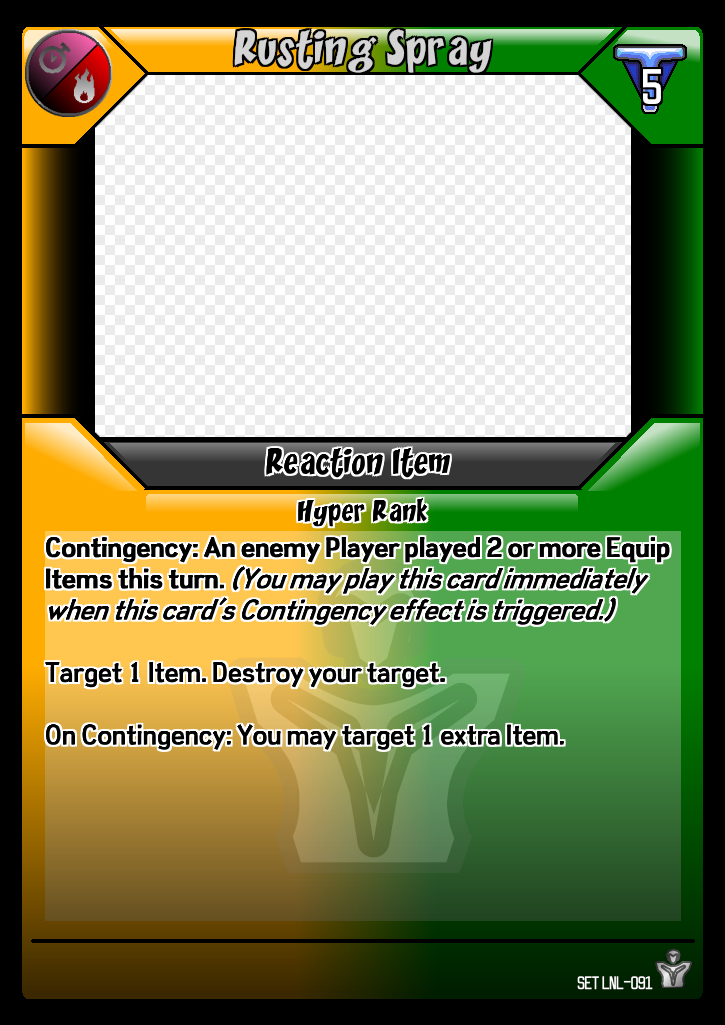 Rusting Spray
5
Reaction Item
Hyper Rank
Contingency: An enemy Player played 2 or more Equip
Items this turn. (You may play this card immediately
when this card's Contingency effect is triggered.)
Target 1 Item. Destroy your target.
On Contingency: You may target 1 extra Item.
SET LNL-091